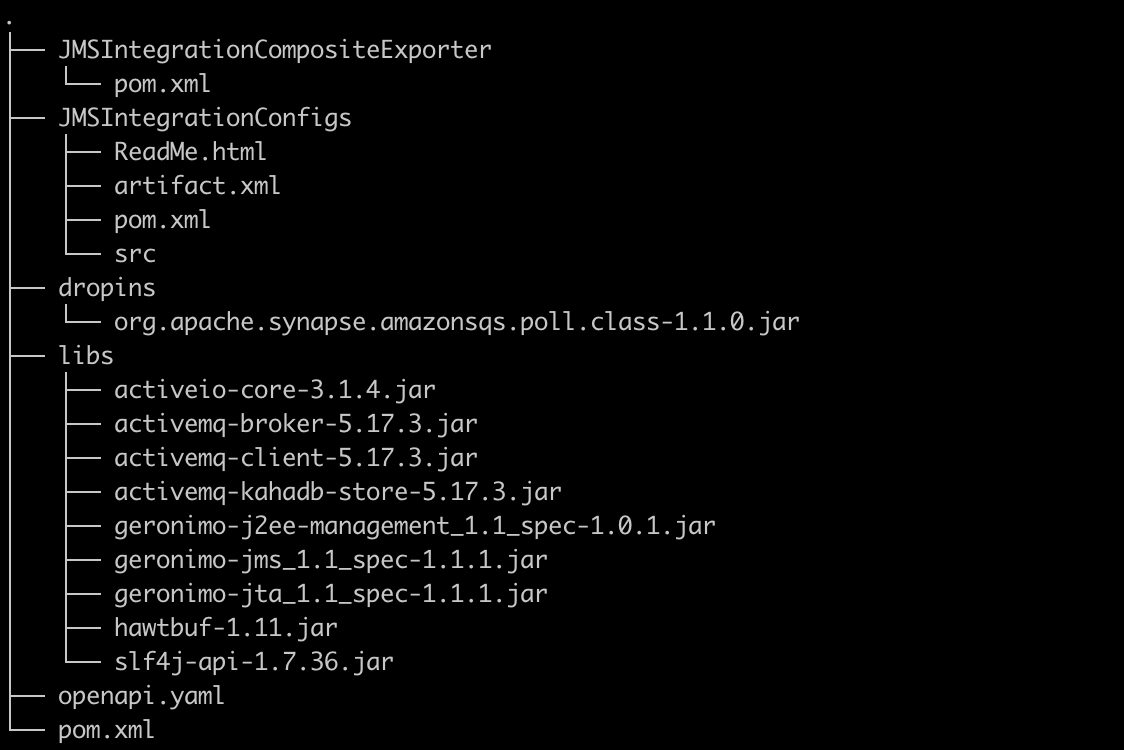 .
├── JMSIntegrationCompositeExporter
│   └── pom.xml
├── JMSIntegrationConfigs
│   ├── ReadMe.html
│   ├── artifact.xml
│   ├── pom.xml
│   └── src
├── dropins
│   └── org.apache.synapse.amazonsqs.poll.class-1.1.0.jar
├── libs
│   ├── activeio-core-3.1.4.jar
│   ├── activemq-broker-5.17.3.jar
│   ├── activemq-client-5.17.3.jar
│   ├── activemq-kahadb-store-5.17.3.jar
│   ├── geronimo-j2ee-management_1.1_spec-1.0.1.jar
│   ├── geronimo-jms_1.1_spec-1.1.1.jar
│   ├── geronimo-jta_1.1_spec-1.1.1.jar
│   ├── hawtbuf-1.11.jar
│   └── slf4j-api-1.7.36.jar
├── openapi.yaml
└── pom.xml